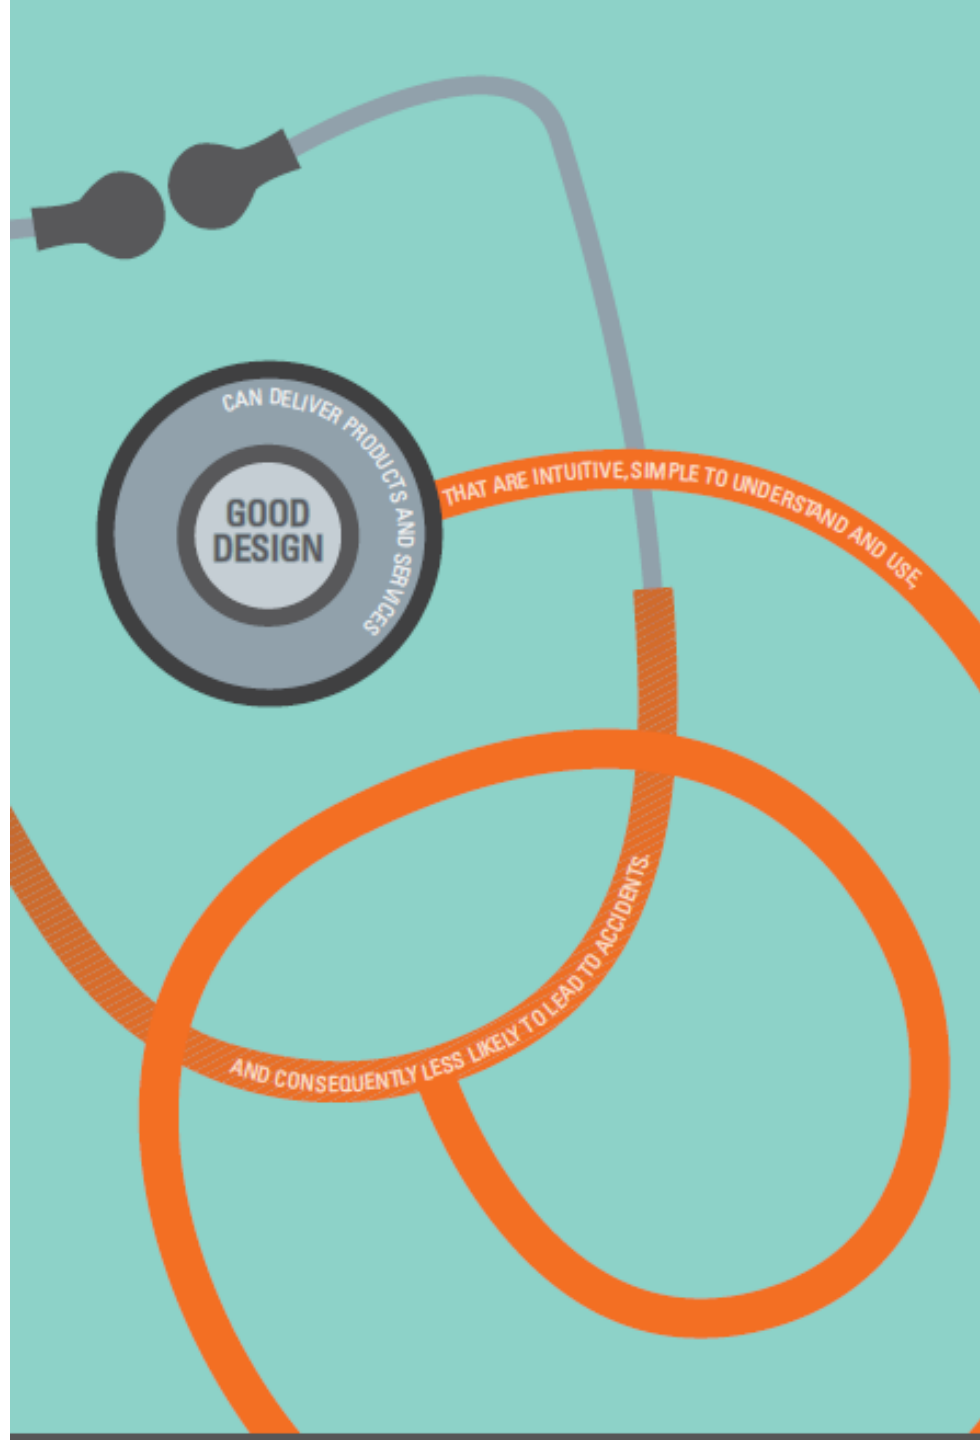 GOOD
DESIGN
CAN DELIVER PRODUCTS AND SERVICES
THAT ARE INTUITIVE, SIMPLE TO UNDERSTAND AND USE,
AND CONSEQUENTLY LESS LIKELY TO LEAD TO ACCIDENTS.